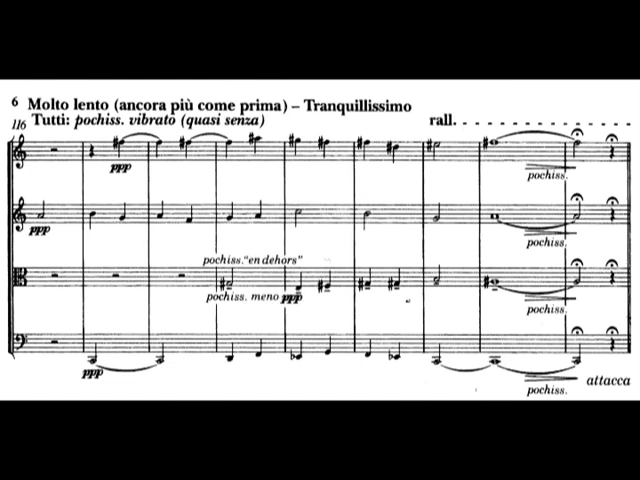 6 Molto lento (ancora più come prima) – Tranquillissimo
116 Tutti: pochiss. vibrato (quasi senza) rall. . . . . . . . . . . . . . .
ppp
pochiss.
ppp
pochiss.
pochiss. "en dehors"
pochiss. meno ppp
pochiss.
ppp
attacca
pochiss.